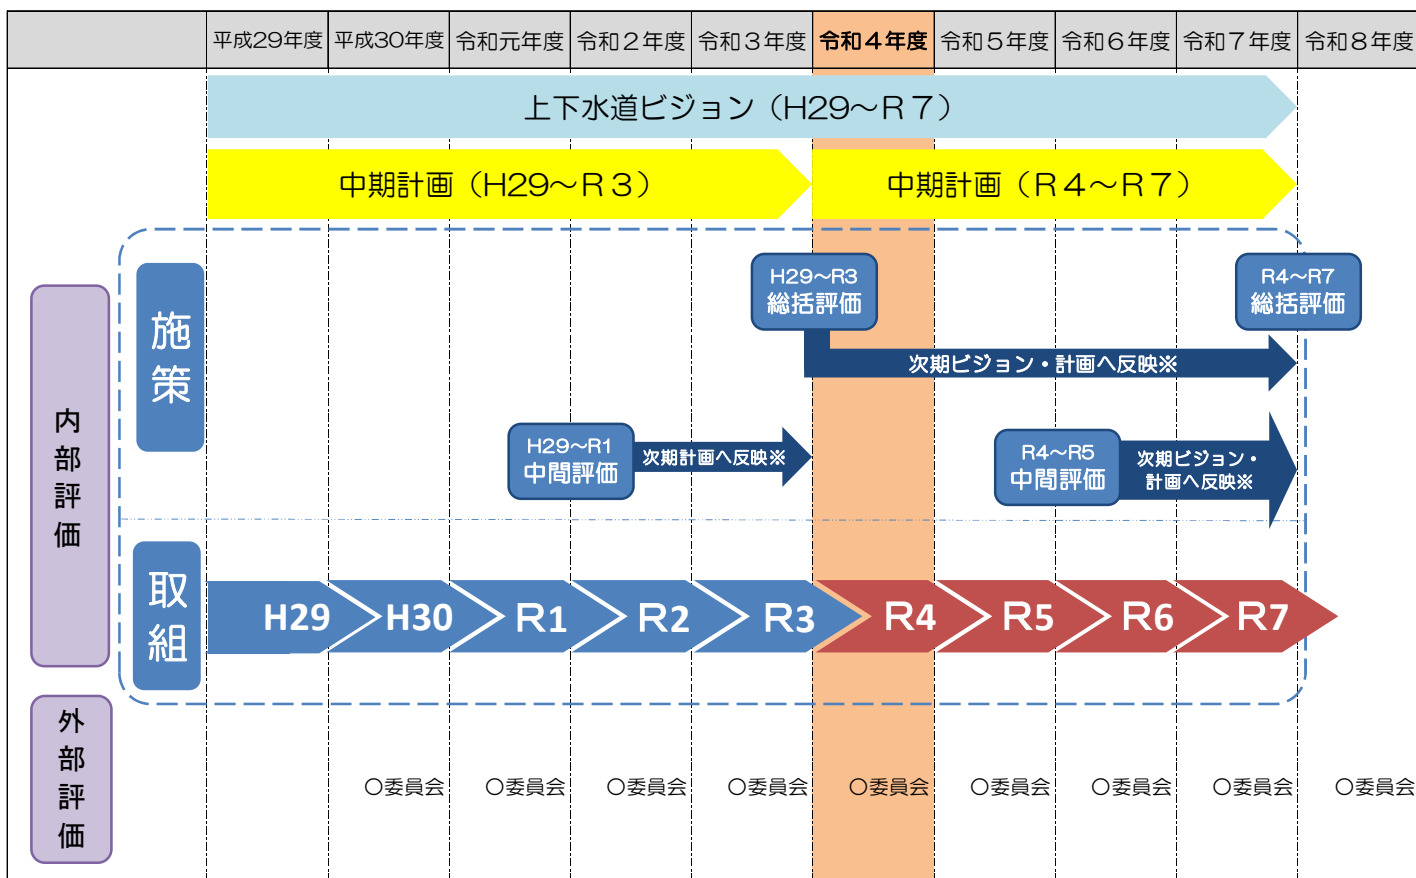 平成29年度 平成30年度 令和元年度 令和２年度 令和３年度 令和４年度 令和５年度 令和６年度 令和７年度 令和８年度
上下水道ビジョン（H29～R７）
中期計画（H29～R３）
中期計画（R４～R７）
内部評価
施策
H29～R3
総括評価
R4～R7
総括評価
次期ビジョン・計画へ反映※
H29～R1
中間評価
次期計画へ反映※
R4～R5
中間評価
次期ビジョン・
計画へ反映※
取組
H29 H30 R1 R2 R3 R4 R5 R6 R7
外部評価
〇委員会 〇委員会 〇委員会 〇委員会 〇委員会 〇委員会 〇委員会 〇委員会 〇委員会